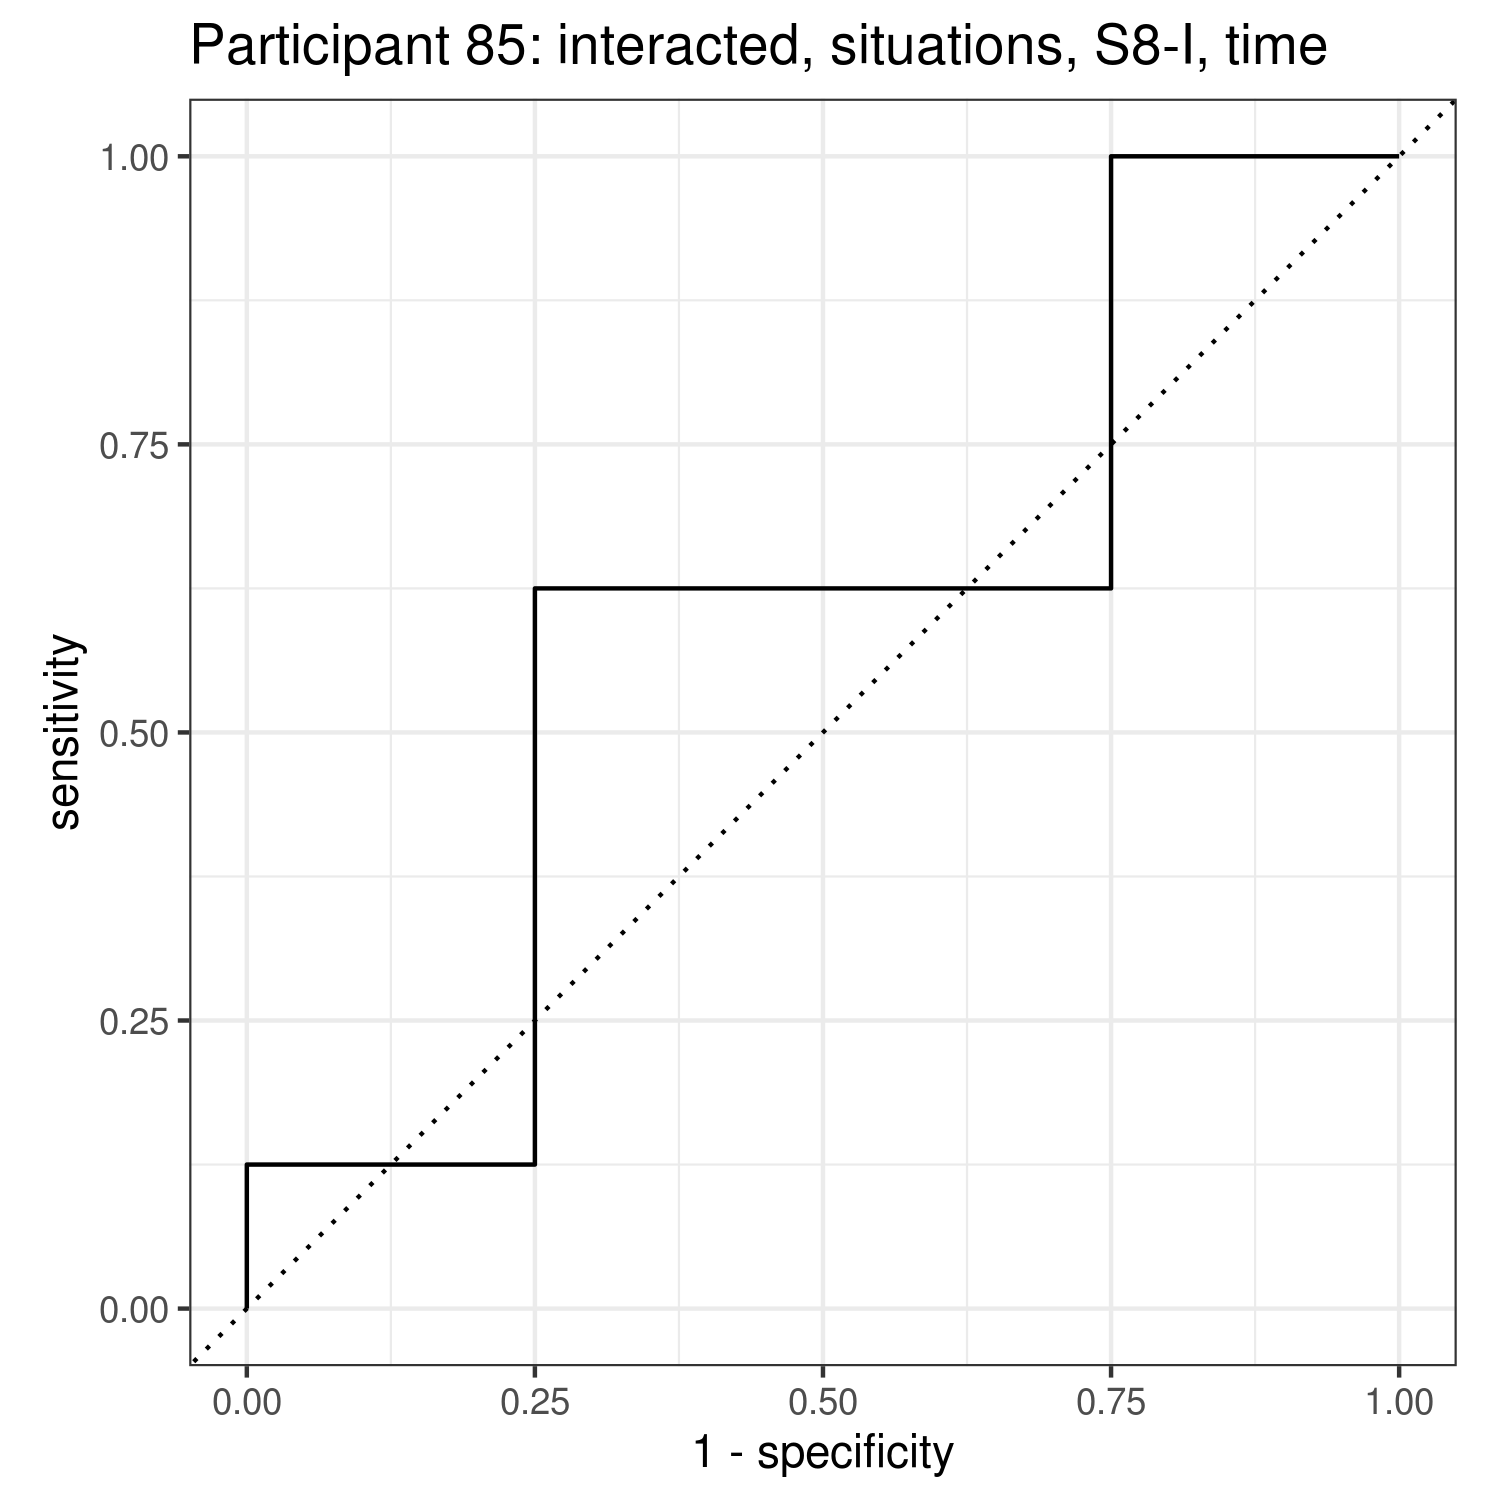 Participant 85: interacted, situations, S8-I, time
sensitivity
1.00
0.75
0.50
0.25
0.00
0.00 0.25 0.50 0.75 1.00
1 - specificity